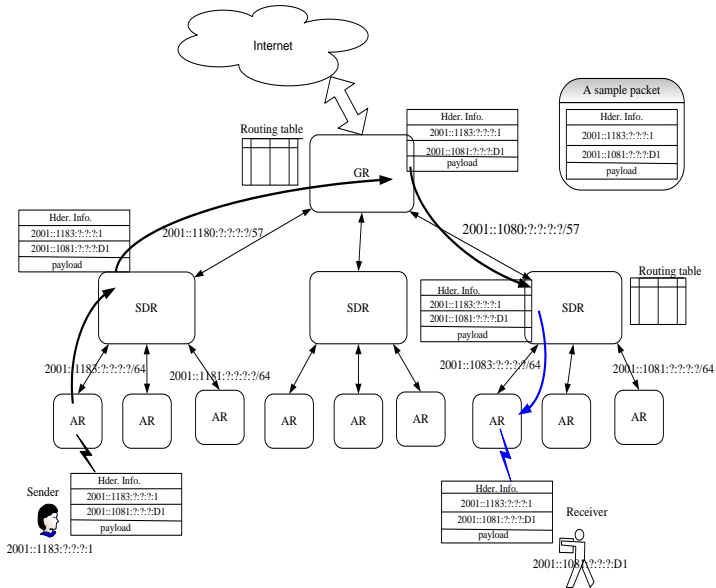 Internet
A sample packet
Hder. Info.
2001::1183:?:?:?:1
2001::1081:?:?:?:D1
payload
Routing table
GR
Hder. Info.
2001::1183:?:?:?:1
2001::1081:?:?:?:D1
payload
Hder. Info.
2001::1183:?:?:?:1
2001::1081:?:?:?:D1
payload
2001::1180:?:?:?:?/57
2001::1080:?:?:?:?/57
SDR
SDR
Hder. Info.
2001::1183:?:?:?:1
2001::1081:?:?:?:D1
payload
SDR
Routing table
2001::1183:?:?:?:?/64
2001::1181:?:?:?:?/64
2001::1083:?:?:?:?/64
2001::1081:?:?:?:?/64
AR
AR
AR
AR
AR
AR
AR
AR
AR
Sender
2001::1183:?:?:?:1
Hder. Info.
2001::1183:?:?:?:1
2001::1081:?:?:?:D1
payload
Hder. Info.
2001::1183:?:?:?:1
2001::1081:?:?:?:D1
payload
Receiver
2001::1081:?:?:?:D1